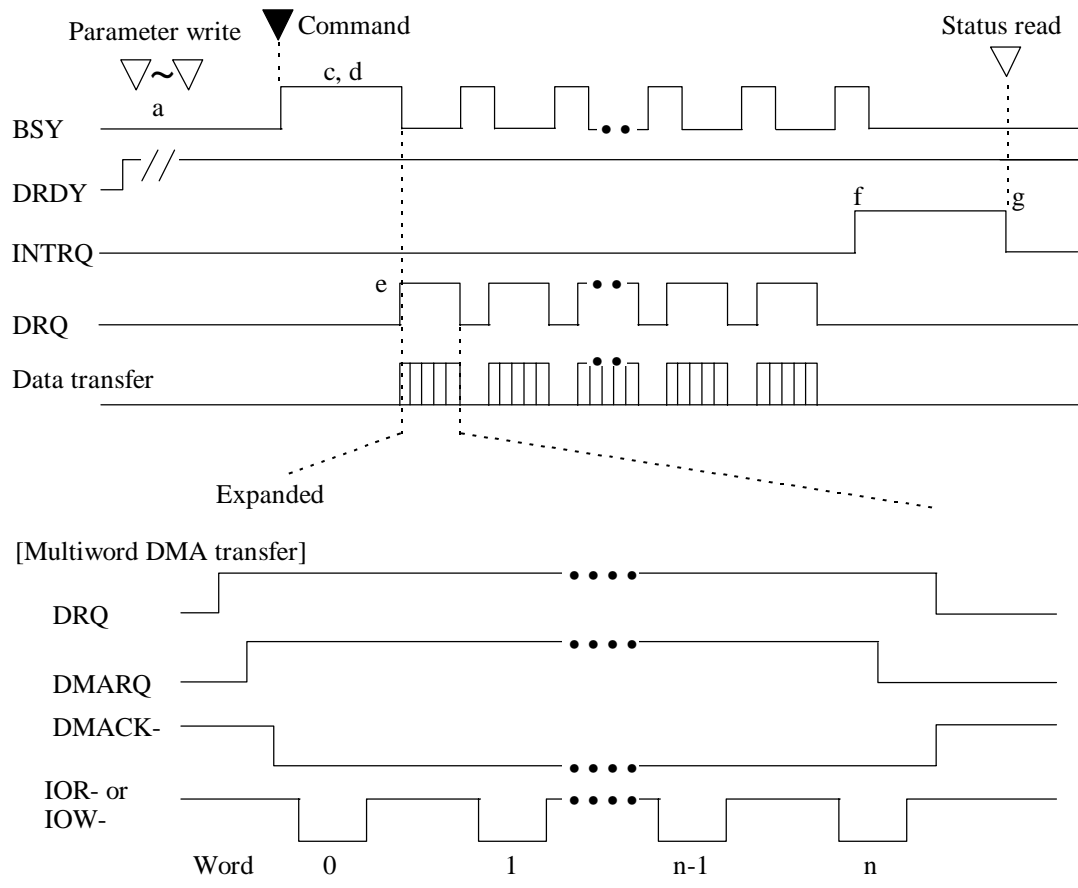 Parameter write
Command
Status read
a
c, d
BSY
DRDY
f
g
INTRQ
e
DRQ
Data transfer
Expanded
[Multiword DMA transfer]
DRQ
DMARQ
DMACK-
IOR- or
IOW-
Word 0 1 n-1 n